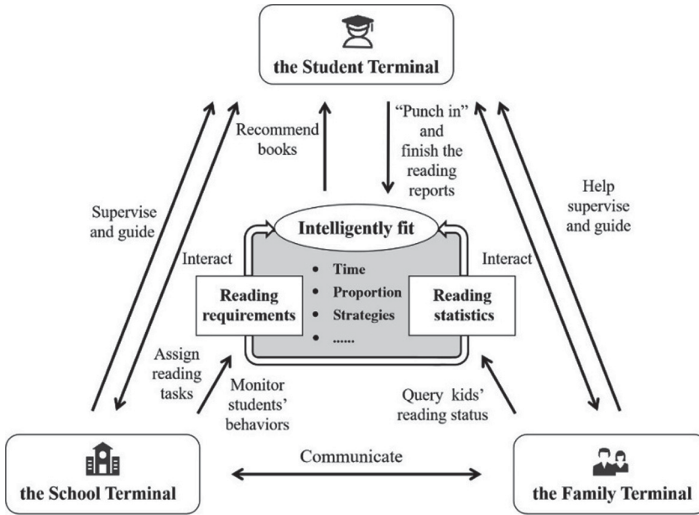 the Student Terminal
Recommend
books
“Punch in”
and
finish the
reading
reports
Supervise
and guide
Help
supervise
and guide
Intelligently fit
Interact
Interact
• Time
• Proportion
• Strategies
• ......
Reading
requirements
Reading
statistics
Assign
reading
tasks
Monitor
students’
behaviors
Query kids’
reading status
Communicate
the School Terminal
the Family Terminal